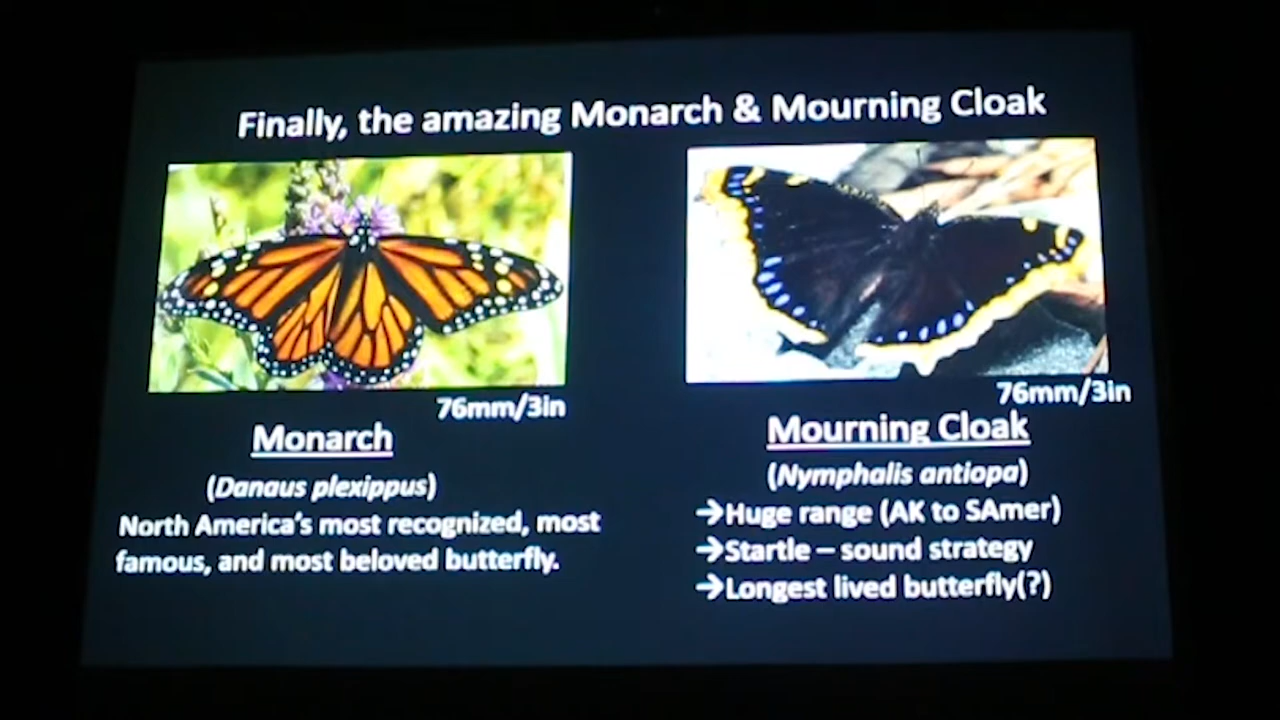 Finally, the amazing Monarch & Mourning Cloak
76mm/3in
Monarch
(Danaus plexippus)
North America's most recognized, most
famous, and most beloved butterfly.
76mm/3in
Mourning Cloak
(Nymphalis antiopa)
→Huge range (AK to SAmer)
→Startle – sound strategy
→Longest lived butterfly(?)